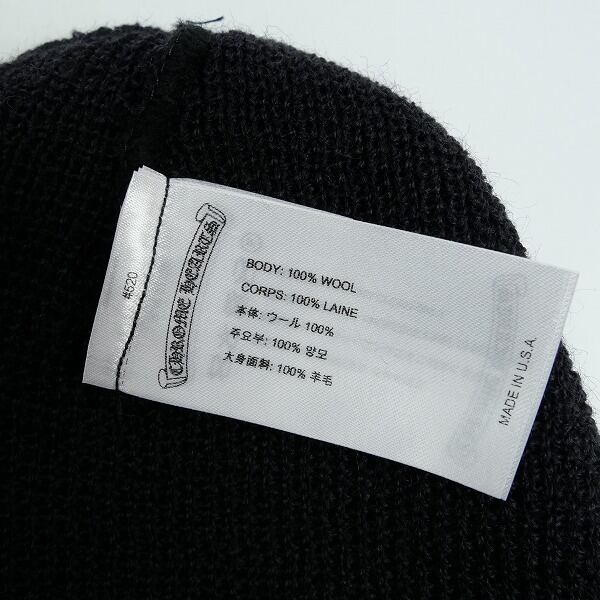 #520
CHROME HEARTS
BODY: 100% WOOL
CORPS: 100% LAINE
本体: ウール 100%
주요부: 100% 양모
大身面料: 100% 羊毛
MADE IN U.S.A.